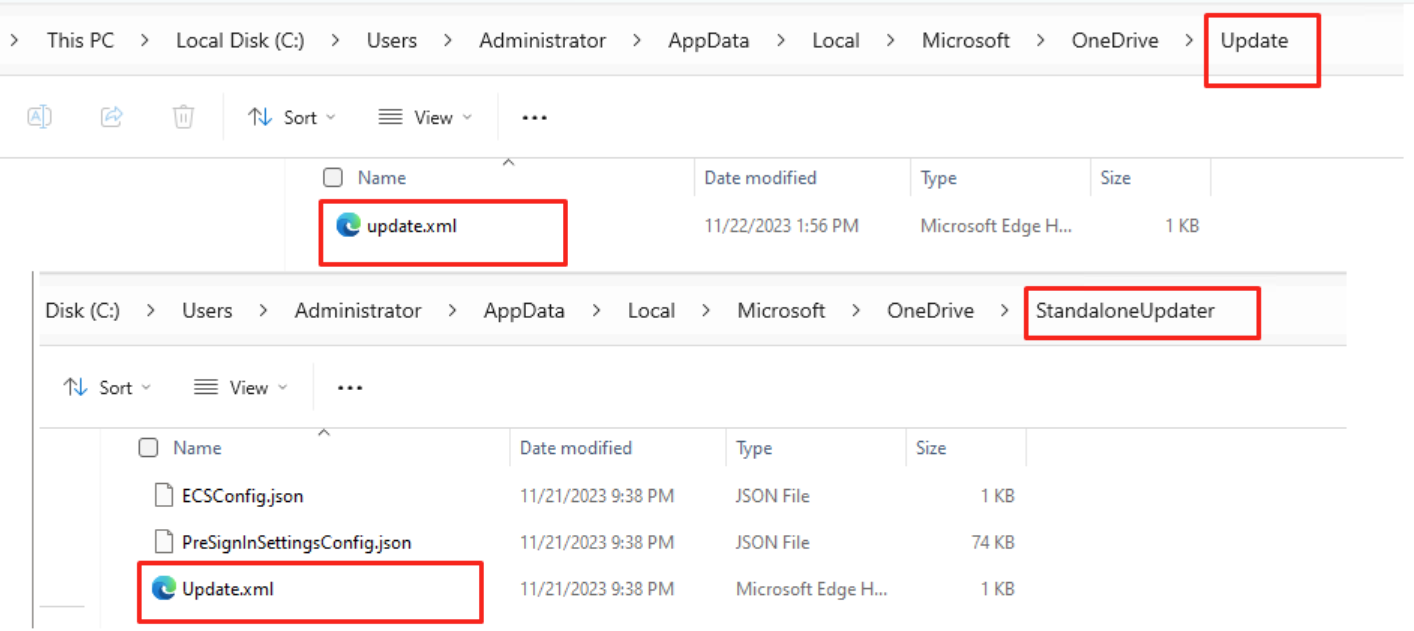 > This PC > Local Disk (C:) > Users > Administrator > AppData > Local > Microsoft > OneDrive > Update
Sort View ...
Name Date modified Type Size
update.xml 11/22/2023 1:56 PM Microsoft Edge H... 1 KB
Disk (C:) > Users > Administrator > AppData > Local > Microsoft > OneDrive > StandaloneUpdater
Sort View ...
Name Date modified Type Size
ECSConfig.json 11/21/2023 9:38 PM JSON File 1 KB
PreSignInSettingsConfig.json 11/21/2023 9:38 PM JSON File 74 KB
Update.xml 11/21/2023 9:38 PM Microsoft Edge H... 1 KB